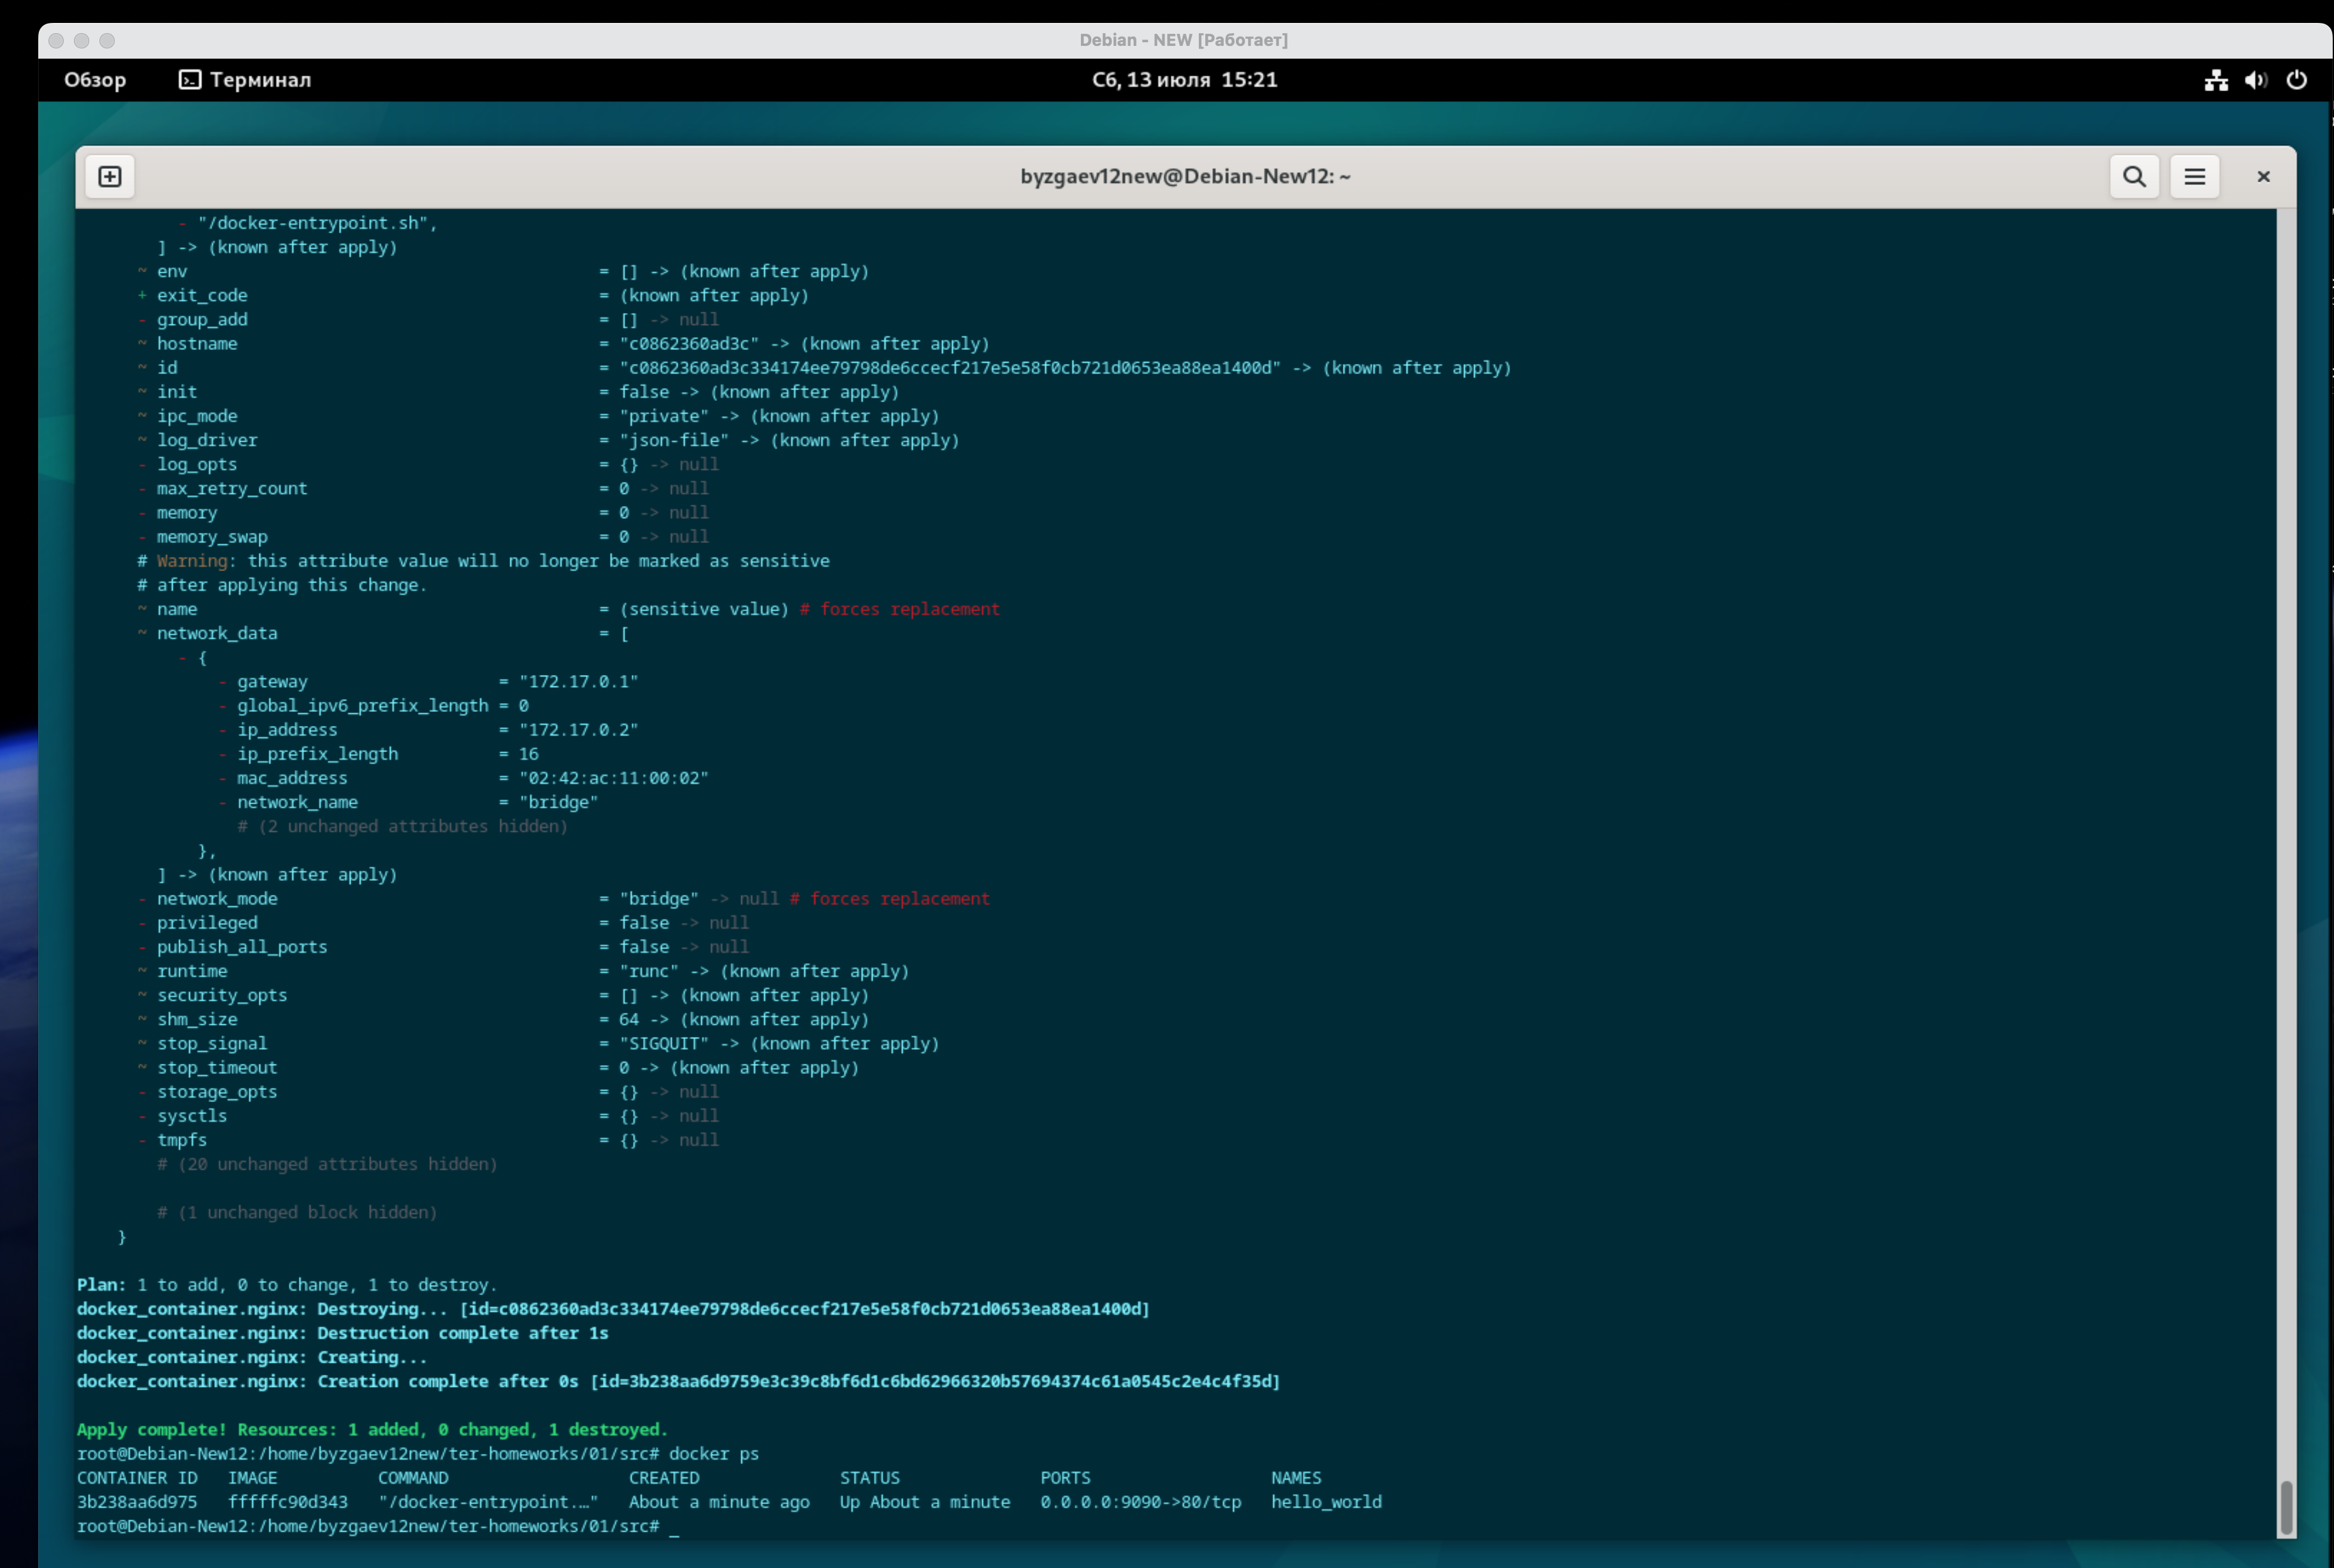 Debian - NEW [Работает]
Обзор Терминал Сб, 13 июля 15:21
byzgaev12new@Debian-New12: ~
- "/docker-entrypoint.sh",
] -> (known after apply)
~ env = [] -> (known after apply)
+ exit_code = (known after apply)
- group_add = [] -> null
~ hostname = "c0862360ad3c" -> (known after apply)
~ id = "c0862360ad3c334174ee79798de6ccecf217e5e58f0cb721d0653ea88ea1400d" -> (known after apply)
~ init = false -> (known after apply)
~ ipc_mode = "private" -> (known after apply)
~ log_driver = "json-file" -> (known after apply)
- log_opts = {} -> null
- max_retry_count = 0 -> null
- memory = 0 -> null
- memory_swap = 0 -> null
# Warning: this attribute value will no longer be marked as sensitive
# after applying this change.
~ name = (sensitive value) # forces replacement
~ network_data = [
- {
- gateway = "172.17.0.1"
- global_ipv6_prefix_length = 0
- ip_address = "172.17.0.2"
- ip_prefix_length = 16
- mac_address = "02:42:ac:11:00:02"
- network_name = "bridge"
# (2 unchanged attributes hidden)
},
] -> (known after apply)
- network_mode = "bridge" -> null # forces replacement
- privileged = false -> null
- publish_all_ports = false -> null
~ runtime = "runc" -> (known after apply)
~ security_opts = [] -> (known after apply)
~ shm_size = 64 -> (known after apply)
~ stop_signal = "SIGQUIT" -> (known after apply)
~ stop_timeout = 0 -> (known after apply)
- storage_opts = {} -> null
- sysctls = {} -> null
- tmpfs = {} -> null
# (20 unchanged attributes hidden)
# (1 unchanged block hidden)
}
Plan: 1 to add, 0 to change, 1 to destroy.
docker_container.nginx: Destroying... [id=c0862360ad3c334174ee79798de6ccecf217e5e58f0cb721d0653ea88ea1400d]
docker_container.nginx: Destruction complete after 1s
docker_container.nginx: Creating...
docker_container.nginx: Creation complete after 0s [id=3b238aa6d9759e3c39c8bf6d1c6bd62966320b57694374c61a0545c2e4c4f35d]
Apply complete! Resources: 1 added, 0 changed, 1 destroyed.
root@Debian-New12:/home/byzgaev12new/ter-homeworks/01/src# docker ps
CONTAINER ID IMAGE COMMAND CREATED STATUS PORTS NAMES
3b238aa6d975 fffffc90d343 "/docker-entrypoint.…" About a minute ago Up About a minute 0.0.0.0:9090->80/tcp hello_world
root@Debian-New12:/home/byzgaev12new/ter-homeworks/01/src# _